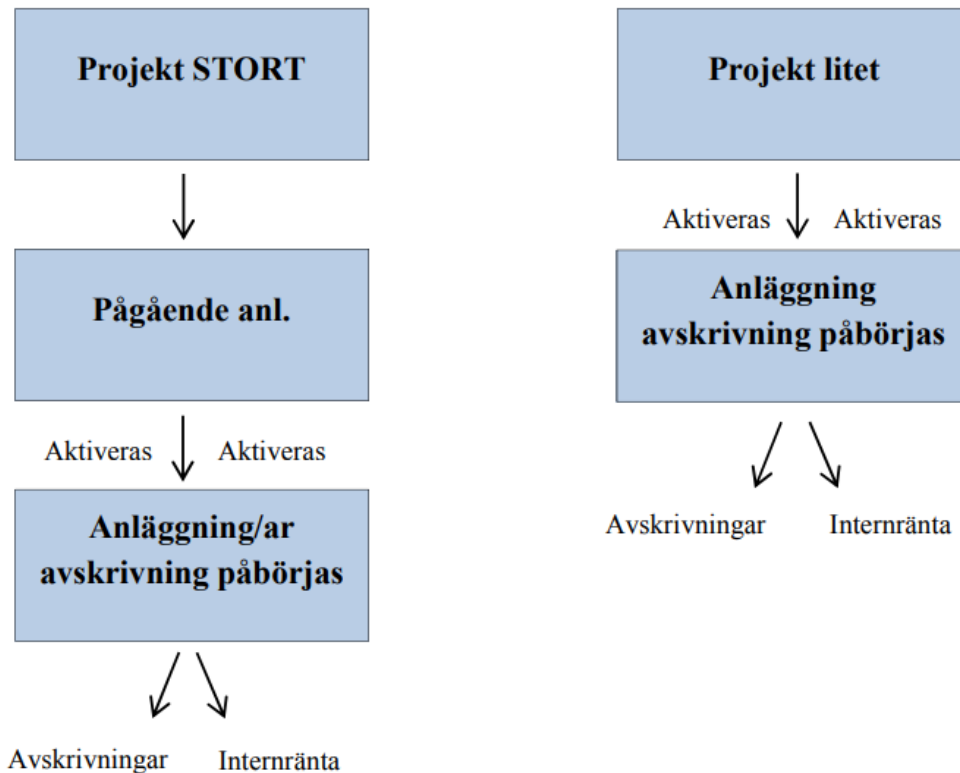 Projekt STORT
Pågående anl.
Aktiveras Aktiveras
Anläggning/ar
avskrivning påbörjas
Avskrivningar Internränta
Projekt litet
Aktiveras Aktiveras
Anläggning
avskrivning påbörjas
Avskrivningar Internränta